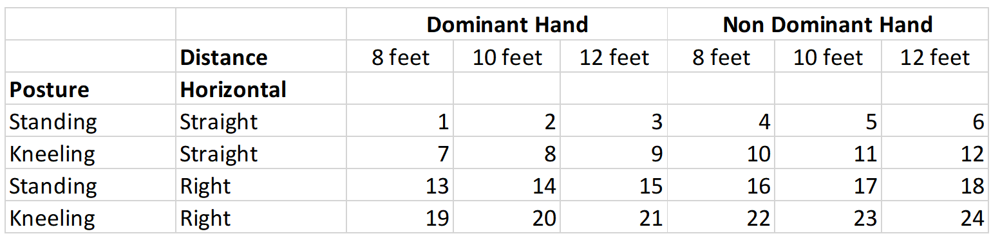 Dominant Hand Non Dominant Hand
Distance 8 feet 10 feet 12 feet 8 feet 10 feet 12 feet
Posture Horizontal
Standing Straight 1 2 3 4 5 6
Kneeling Straight 7 8 9 10 11 12
Standing Right 13 14 15 16 17 18
Kneeling Right 19 20 21 22 23 24